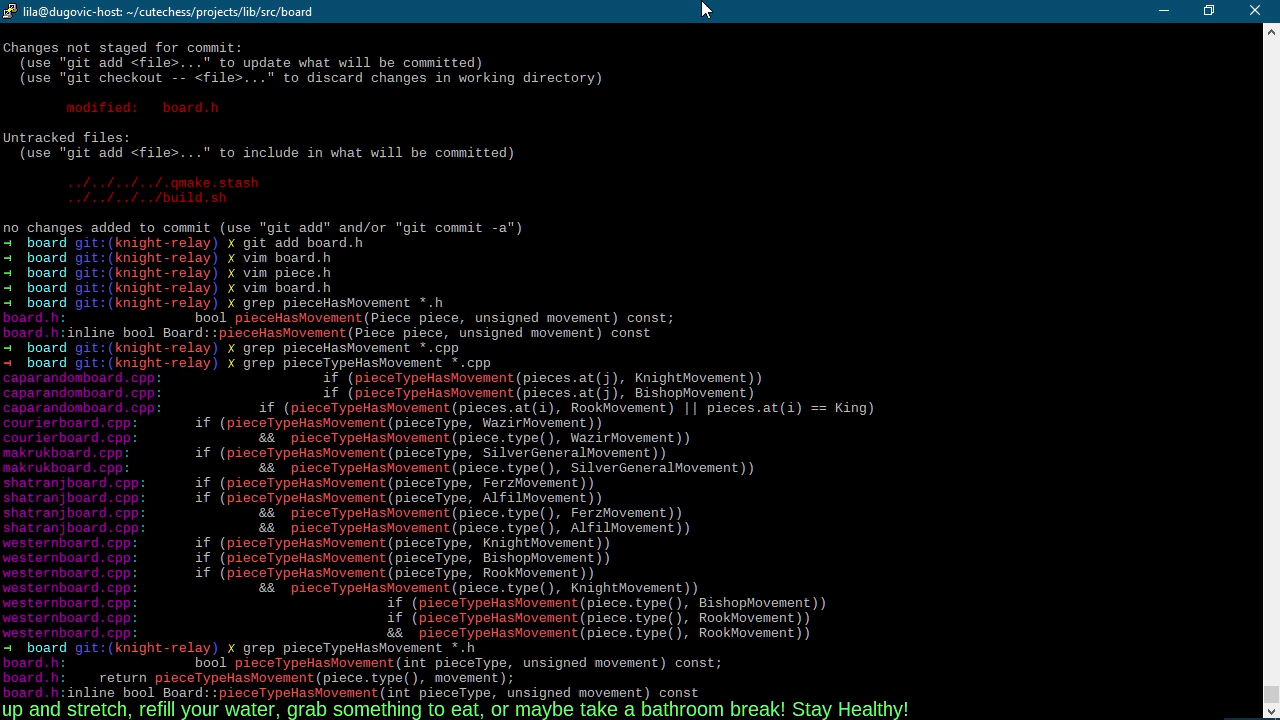 lila@dugovic-host: ~/cutechess/projects/lib/src/board
Changes not staged for commit:
(use "git add <file>..." to update what will be committed)
(use "git checkout -- <file>..." to discard changes in working directory)
modified: board.h
Untracked files:
(use "git add <file>..." to include in what will be committed)
../../../../.qmake.stash
../../../../build.sh
no changes added to commit (use "git add" and/or "git commit -a")
→ board git:(knight-relay) ✗ git add board.h
→ board git:(knight-relay) ✗ vim board.h
→ board git:(knight-relay) ✗ vim piece.h
→ board git:(knight-relay) ✗ vim board.h
→ board git:(knight-relay) ✗ grep pieceHasMovement *.h
board.h: bool pieceHasMovement(Piece piece, unsigned movement) const;
board.h:inline bool Board::pieceHasMovement(Piece piece, unsigned movement) const
→ board git:(knight-relay) ✗ grep pieceHasMovement *.cpp
→ board git:(knight-relay) ✗ grep pieceTypeHasMovement *.cpp
caparandomboard.cpp: if (pieceTypeHasMovement(pieces.at(j), KnightMovement))
caparandomboard.cpp: if (pieceTypeHasMovement(pieces.at(j), BishopMovement)
caparandomboard.cpp: if (pieceTypeHasMovement(pieces.at(i), RookMovement) || pieces.at(i) == King)
courierboard.cpp: if (pieceTypeHasMovement(pieceType, WazirMovement))
courierboard.cpp: && pieceTypeHasMovement(piece.type(), WazirMovement))
makrukboard.cpp: if (pieceTypeHasMovement(pieceType, SilverGeneralMovement))
makrukboard.cpp: && pieceTypeHasMovement(piece.type(), SilverGeneralMovement))
shatranjboard.cpp: if (pieceTypeHasMovement(pieceType, FerzMovement))
shatranjboard.cpp: if (pieceTypeHasMovement(pieceType, AlfilMovement))
shatranjboard.cpp: && pieceTypeHasMovement(piece.type(), FerzMovement))
shatranjboard.cpp: && pieceTypeHasMovement(piece.type(), AlfilMovement))
westernboard.cpp: if (pieceTypeHasMovement(pieceType, KnightMovement))
westernboard.cpp: if (pieceTypeHasMovement(pieceType, BishopMovement))
westernboard.cpp: if (pieceTypeHasMovement(pieceType, RookMovement))
westernboard.cpp: && pieceTypeHasMovement(piece.type(), KnightMovement))
westernboard.cpp: if (pieceTypeHasMovement(piece.type(), BishopMovement))
westernboard.cpp: if (pieceTypeHasMovement(piece.type(), RookMovement))
westernboard.cpp: && pieceTypeHasMovement(piece.type(), RookMovement))
→ board git:(knight-relay) ✗ grep pieceTypeHasMovement *.h
board.h: bool pieceTypeHasMovement(int pieceType, unsigned movement) const;
board.h: return pieceTypeHasMovement(piece.type(), movement);
board.h:inline bool Board::pieceTypeHasMovement(int pieceType, unsigned movement) const
up and stretch, refill your water, grab something to eat, or maybe take a bathroom break! Stay Healthy!